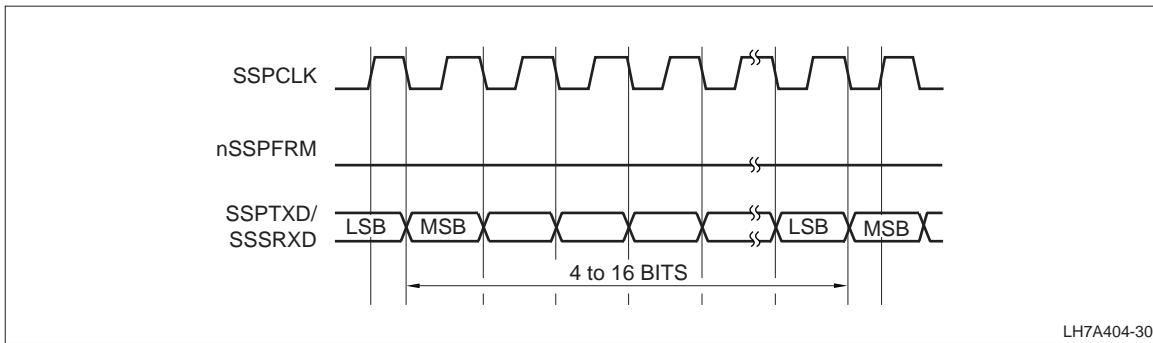 SSPCLK
nSSPFRM
SSPTXD/
SSSRXD
LSB MSB LSB MSB
4 to 16 BITS
LH7A404-30